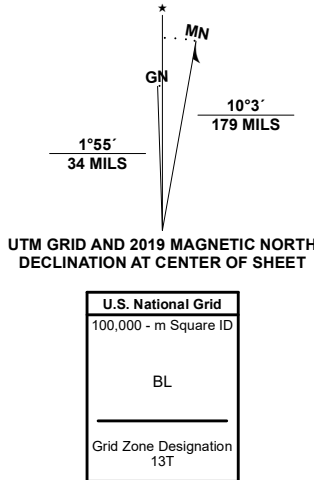 ★
MN
GN
10°3´
179 MILS
1°55´
34 MILS
UTM GRID AND 2019 MAGNETIC NORTH
DECLINATION AT CENTER OF SHEET
U.S. National Grid
100,000 - m Square ID
BL
Grid Zone Designation
13T